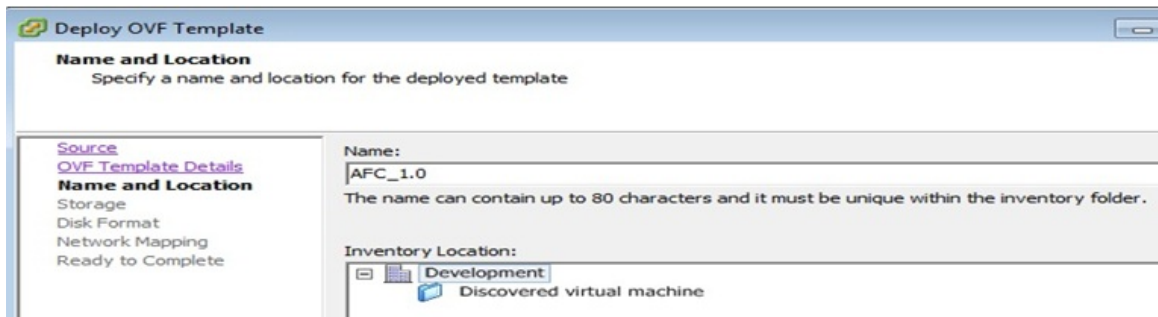 Deploy OVF Template
Name and Location
Specify a name and location for the deployed template
Source
OVF Template Details
Name and Location
Storage
Disk Format
Network Mapping
Ready to Complete
Name:
AFC_1.0
The name can contain up to 80 characters and it must be unique within the inventory folder.
Inventory Location:
Development
Discovered virtual machine